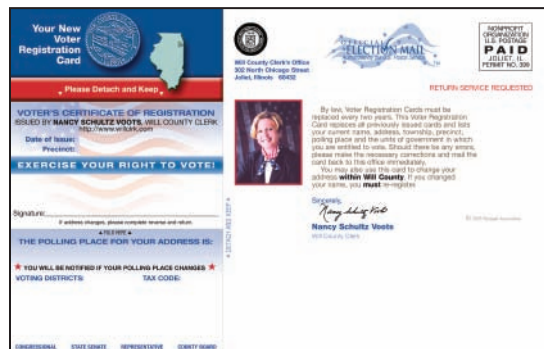 Your New
Voter
Registration
Card
Please Detach and Keep
VOTER'S CERTIFICATE OF REGISTRATION
ISSUED BY NANCY SCHULTZ VOOTS, WILL COUNTY CLERK
Date of Issue:
Precinct:
EXERCISE YOUR RIGHT TO VOTE!
Signature:
If address changes, please complete reverse and return.
▲ FOLD HERE ▲
THE POLLING PLACE FOR YOUR ADDRESS IS:
★ YOU WILL BE NOTIFIED IF YOUR POLLING PLACE CHANGES ★
VOTING DISTRICTS: TAX CODE:
CONGRESSIONAL STATE SENATE REPRESENTATIVE COUNTY BOARD
DETACH AND KEEP
Will County Clerk's Office
302 North Chicago Street
Joliet, Illinois 60432
OFFICIAL
ELECTION MAIL
NONPROFIT
ORGANIZATION
U.S. POSTAGE
PAID
JOLIET, IL
PERMIT NO.
RETURN SERVICE REQUESTED
By law, Voter Registration Cards must be
replaced every two years. This Voter Registration
Card replaces all previously issued cards and lists
your current name, address, township, precinct,
polling place and the units of government in which
you are entitled to vote. Should there be any errors,
please make the necessary corrections and mail the
card back to this office immediately.
You may also use this card to change your
address within Will County. If you changed
your name, you must re-register.
Sincerely,
Nancy Schultz Voots
Nancy Schultz Voots
Will County Clerk